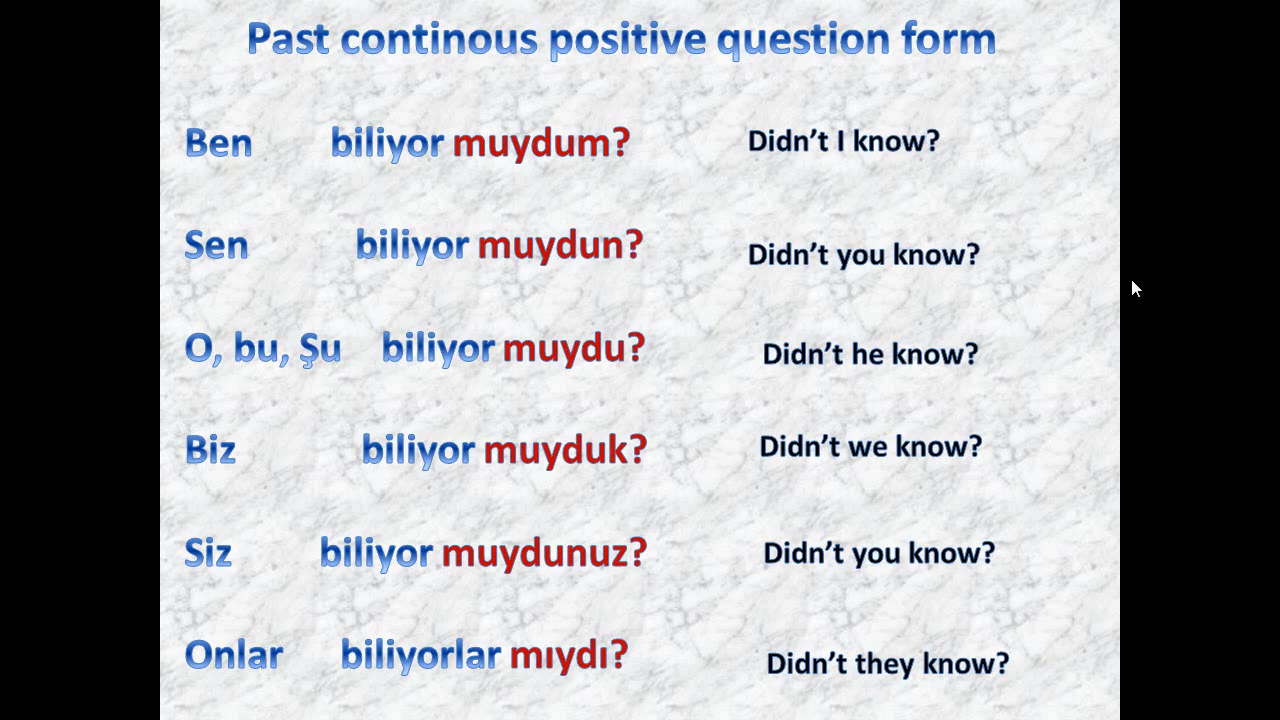 Past continous positive question form
Ben biliyor muydum? Didn't I know?
Sen biliyor muydun? Didn't you know?
O, bu, Şu biliyor muydu? Didn't he know?
Biz biliyor muyduk? Didn't we know?
Siz biliyor muydunuz? Didn't you know?
Onlar biliyorlar mıydı? Didn't they know?